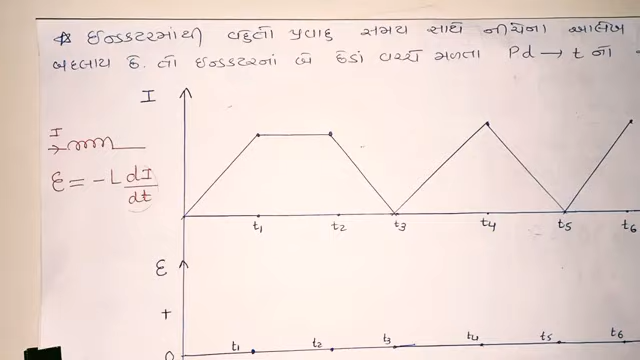 * ઈન્ડક્ટરમાંથી વહેતો પ્રવાહ સમય સાથે નીચેના આલેખ
બદલાય છે. તો ઈન્ડક્ટરનાં બે છેડાં વચ્ચે મળતા Pd → t નો
I
I
ε = -L dI/dt
t₁ t₂ t₃ t₄ t₅ t₆
ε
+
t₁ t₂ t₃ t₄ t₅ t₆
0